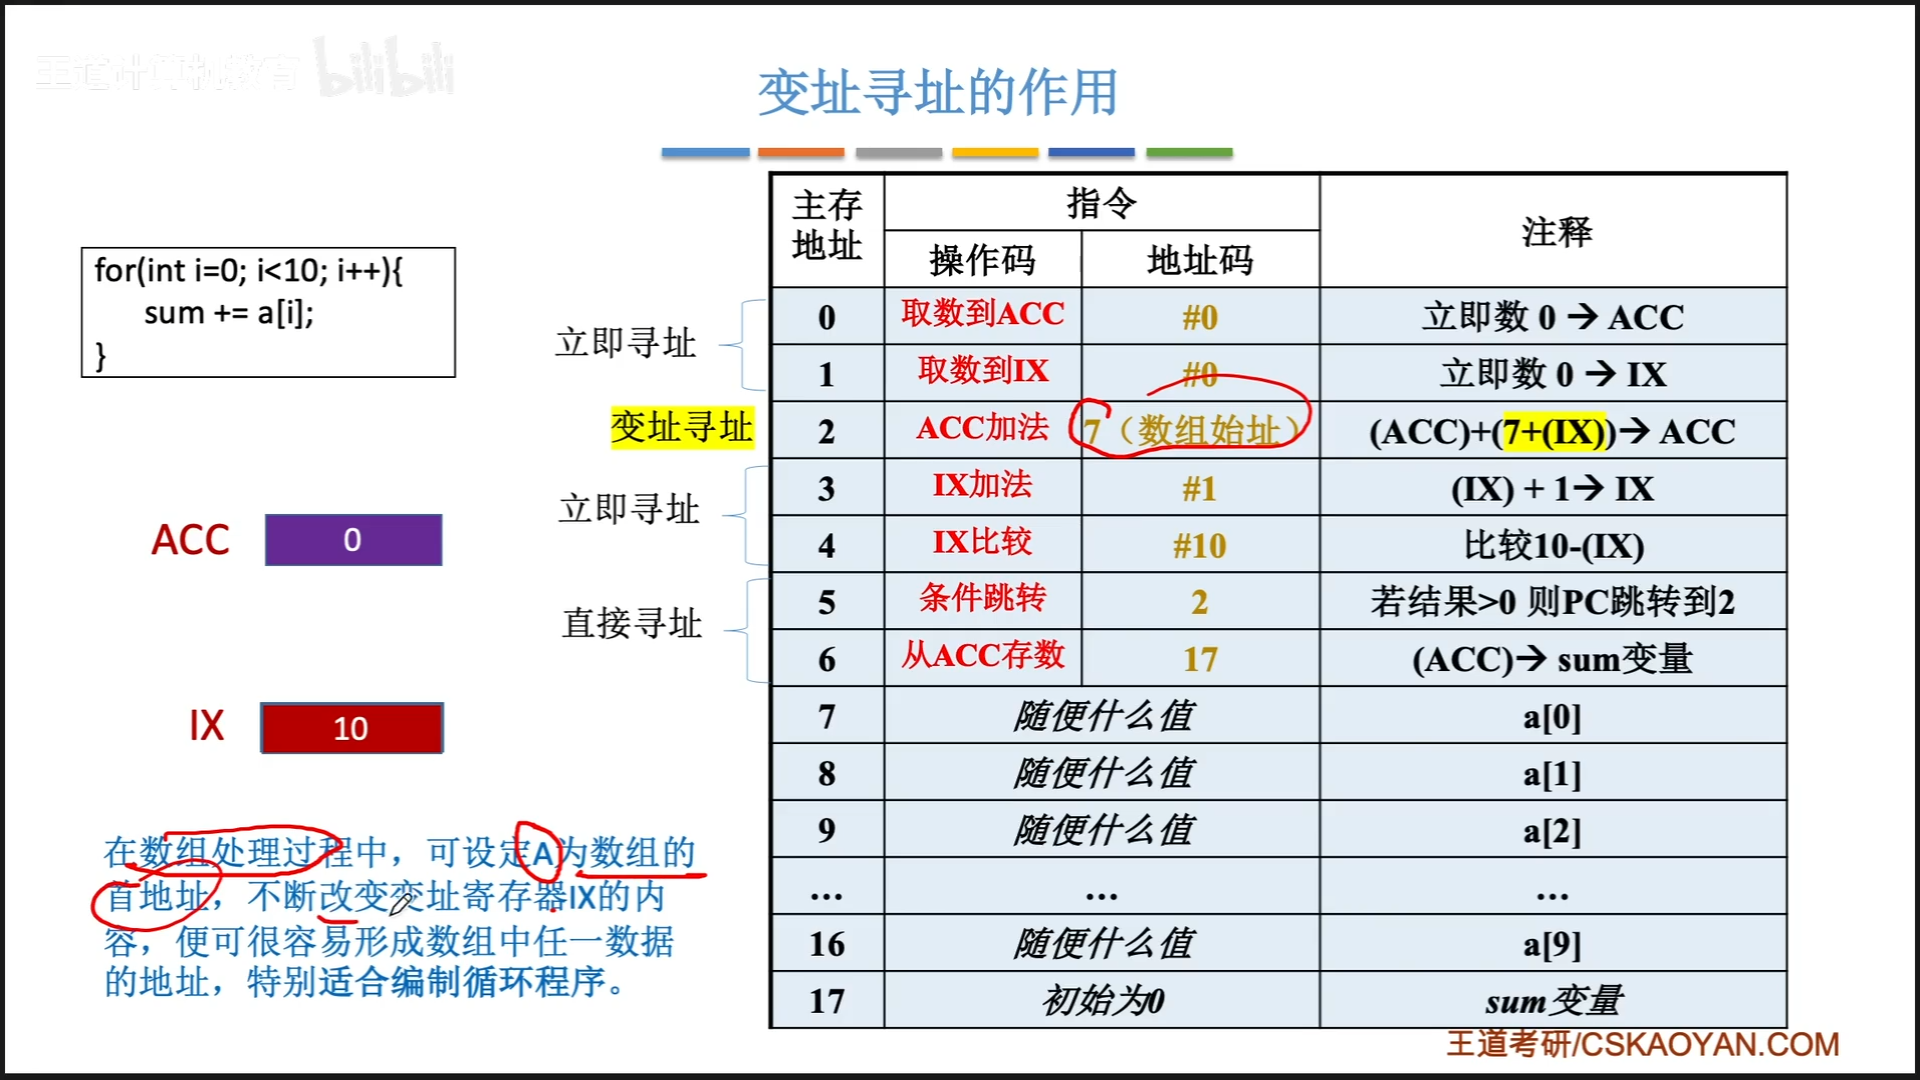 王道计算机教育 bilibili
变址寻址的作用
for(int i=0; i<10; i++){
sum += a[i];
}
立即寻址
变址寻址
立即寻址
直接寻址
ACC 0
IX 10
在数组处理过程中，可设定A为数组的
首地址，不断改变变址寄存器IX的内
容，便可很容易形成数组中任一数据
的地址，特别适合编制循环程序。
主存地址 指令 注释
操作码 地址码
0 取数到ACC #0 立即数 0 → ACC
1 取数到IX #0 立即数 0 → IX
2 ACC加法 7（数组始址） (ACC)+(7+(IX))→ ACC
3 IX加法 #1 (IX) + 1→ IX
4 IX比较 #10 比较10-(IX)
5 条件跳转 2 若结果>0 则PC跳转到2
6 从ACC存数 17 (ACC)→ sum变量
7 随便什么值 a[0]
8 随便什么值 a[1]
9 随便什么值 a[2]
... ... ...
16 随便什么值 a[9]
17 初始为0 sum变量
王道考研/CSKAOYAN.COM